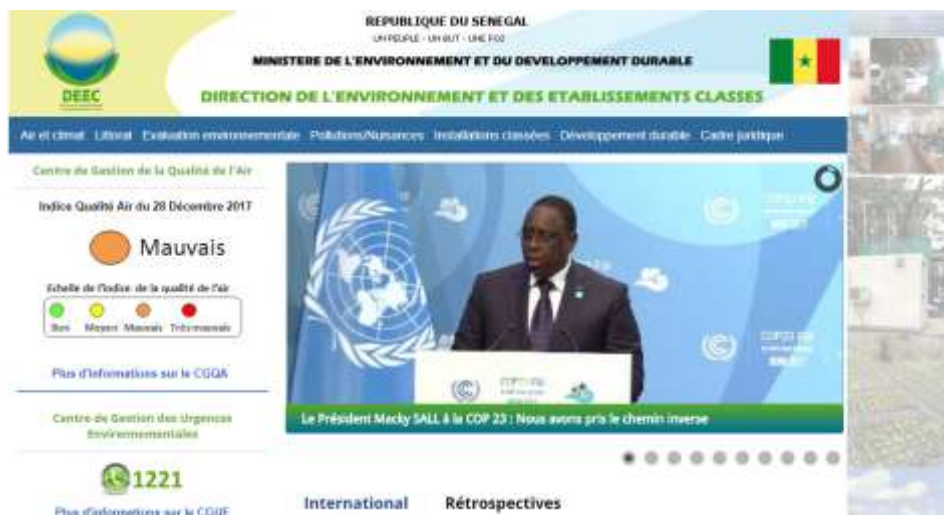 REPUBLIQUE DU SENEGAL
UN PEUPLE - UN BUT - UNE FOI
MINISTERE DE L'ENVIRONNEMENT ET DU DEVELOPPEMENT DURABLE
DEEC
DIRECTION DE L'ENVIRONNEMENT ET DES ETABLISSEMENTS CLASSES
Air et climat Littoral Evaluation environnementale Pollutions/Nuisances Installations classées Développement durable Cadre juridique
Centre de Gestion de la Qualité de l'Air
Indice Qualité Air du 28 Décembre 2017
Mauvais
Echelle de l'indice de la qualité de l'air
Bon Moyen Mauvais Très mauvais
Plus d'informations sur le CGQA
Le Président Macky SALL à la COP 23 : Nous avons pris le chemin inverse
Centre de Gestion des Urgences
Environnementales
1221
Plus d'informations sur le CGUE
International Rétrospectives